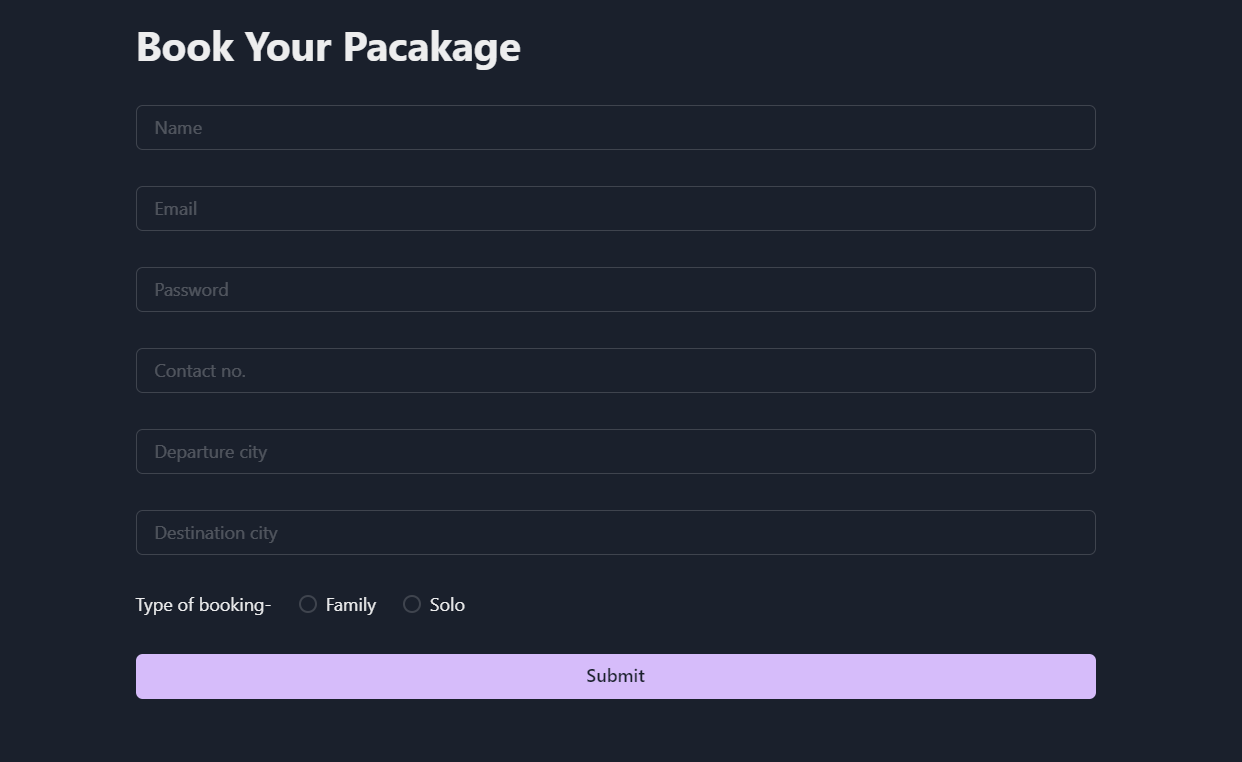 Book Your Pacakage
Name
Email
Password
Contact no.
Departure city
Destination city
Type of booking- Family Solo
Submit